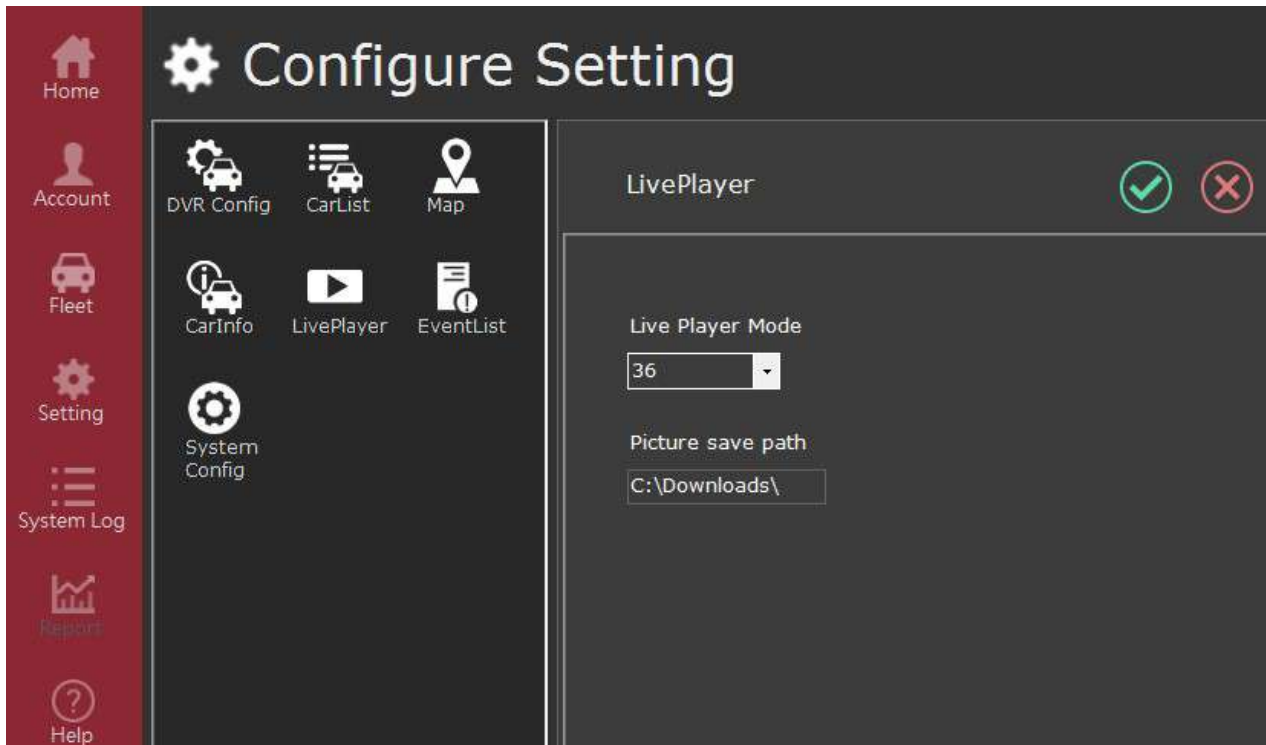 Home
Account
Fleet
Setting
System Log
Report
Help
Configure Setting
DVR Config
CarList
Map
CarInfo
LivePlayer
EventList
System
Config
LivePlayer
Live Player Mode
36
Picture save path
C:\Downloads\